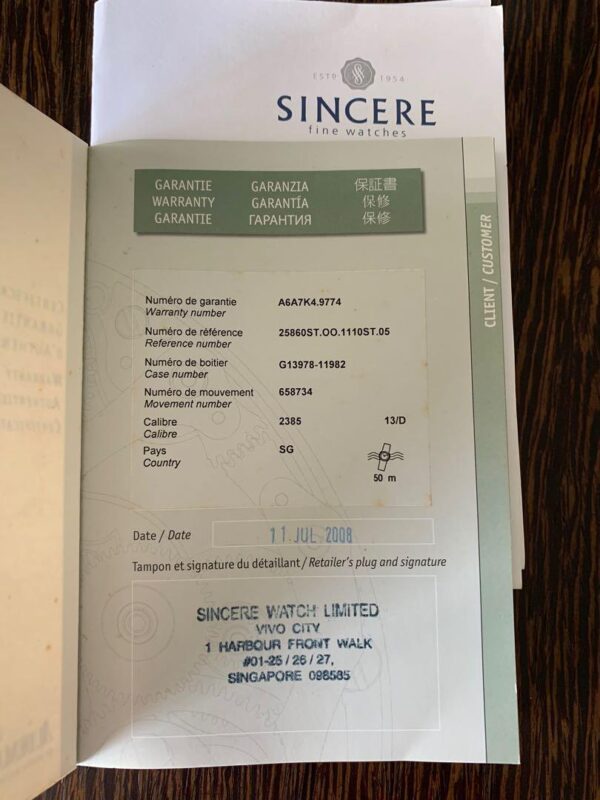 ESTD 1954
SINCERE
fine watches
GARANTIE GARANZIA 保証書
WARRANTY GARANTÍA 保修
GARANTIE ГАРАНТИЯ 保修
CLIENT / CUSTOMER
Numéro de garantie A6A7K4.9774
Warranty number
Numéro de référence 25860ST.OO.1110ST.05
Reference number
Numéro de boitier G13978-11982
Case number
Numéro de mouvement 658734
Movement number
Calibre 2385 13/D
Calibre
Pays SG
Country
50 m
Date / Date 11 JUL 2008
Tampon et signature du détaillant / Retailer's plug and signature
SINCERE WATCH LIMITED
VIVO CITY
1 HARBOUR FRONT WALK
#01-25 / 26 / 27,
SINGAPORE 098585